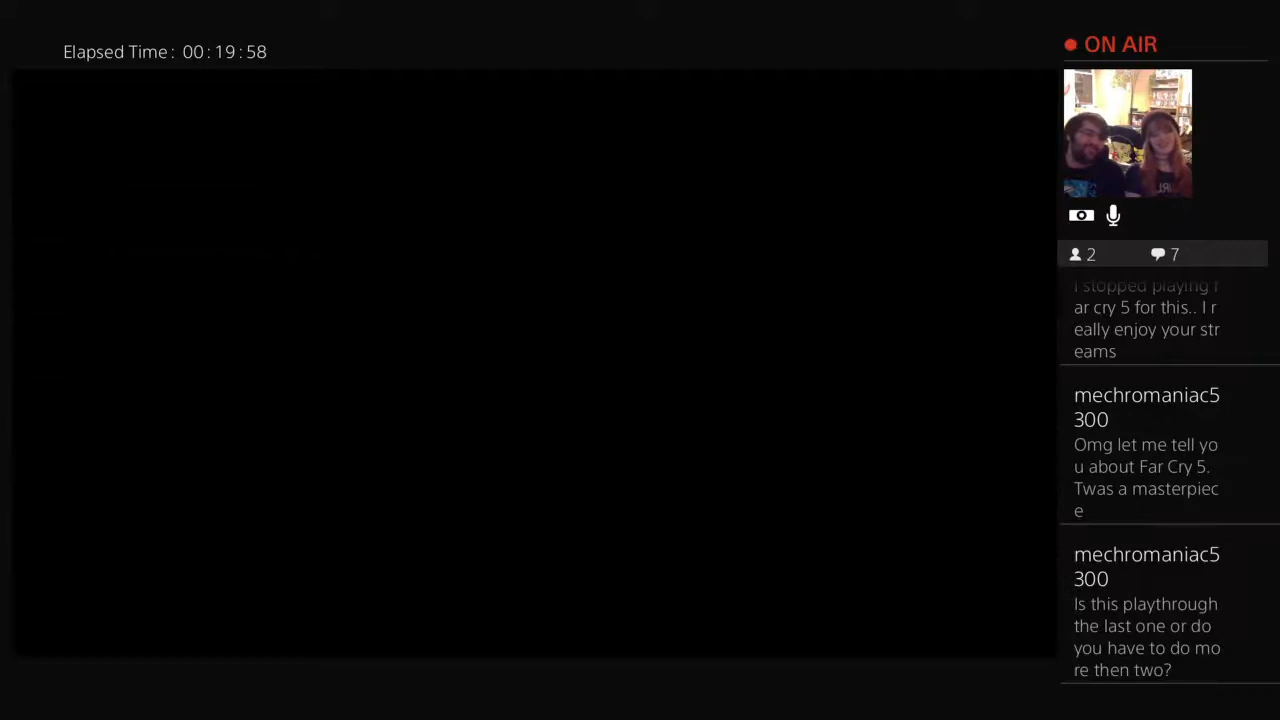 Elapsed Time: 00:19:58
ON AIR
2
7
I stopped playing f
ar cry 5 for this.. I r
eally enjoy your str
eams
mechromaniac5
300
Omg let me tell yo
u about Far Cry 5.
Twas a masterpiec
e
mechromaniac5
300
Is this playthrough
the last one or do
you have to do mo
re then two?